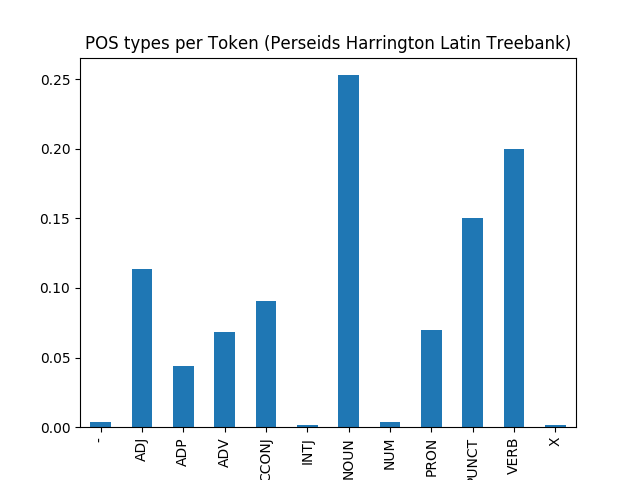 POS types per Token (Perseids Harrington Latin Treebank)
0.25
0.20
0.15
0.10
0.05
0.00
-
ADJ
ADP
ADV
CCONJ
INTJ
NOUN
NUM
PRON
PUNCT
VERB
X